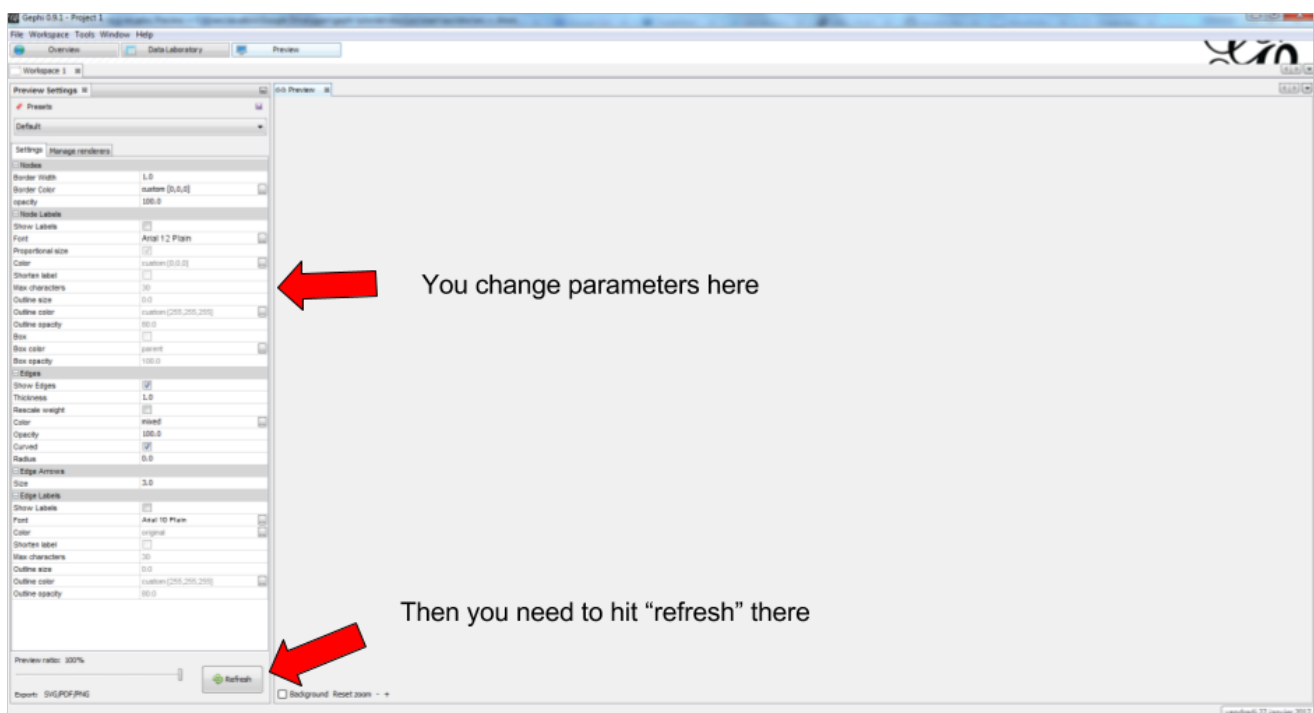 Gephi 0.9.1 - Project 1
File Workspace Tools Window Help
Overview Data Laboratory Preview
Workspace 1
Preview Settings
Preview
Presets
Default
Settings Manage renderers
Nodes
Border Width 1.0
Border Color custom [0,0,0]
opacity 100.0
Node Labels
Show Labels
Font Arial 12 Plain
Proportional size
Color custom [0,0,0]
Shorten label
Max characters 30
Outline size 0.0
Outline color custom [255,255,255]
Outline opacity 80.0
Box
Box color parent
Box opacity 100.0
Edges
Show Edges
Thickness 1.0
Rescale weight
Color mixed
Opacity 100.0
Curved
Radius 0.0
Edge Arrows
Size 3.0
Edge Labels
Show Labels
Font Arial 10 Plain
Color original
Shorten label
Max characters 30
Outline size 0.0
Outline color custom [255,255,255]
Outline opacity 80.0
You change parameters here
Then you need to hit “refresh” there
Preview ratio: 100%
Refresh
Export: SVG/PDF/PNG
Background Reset zoom - +
vendredi 27 janvier 2017